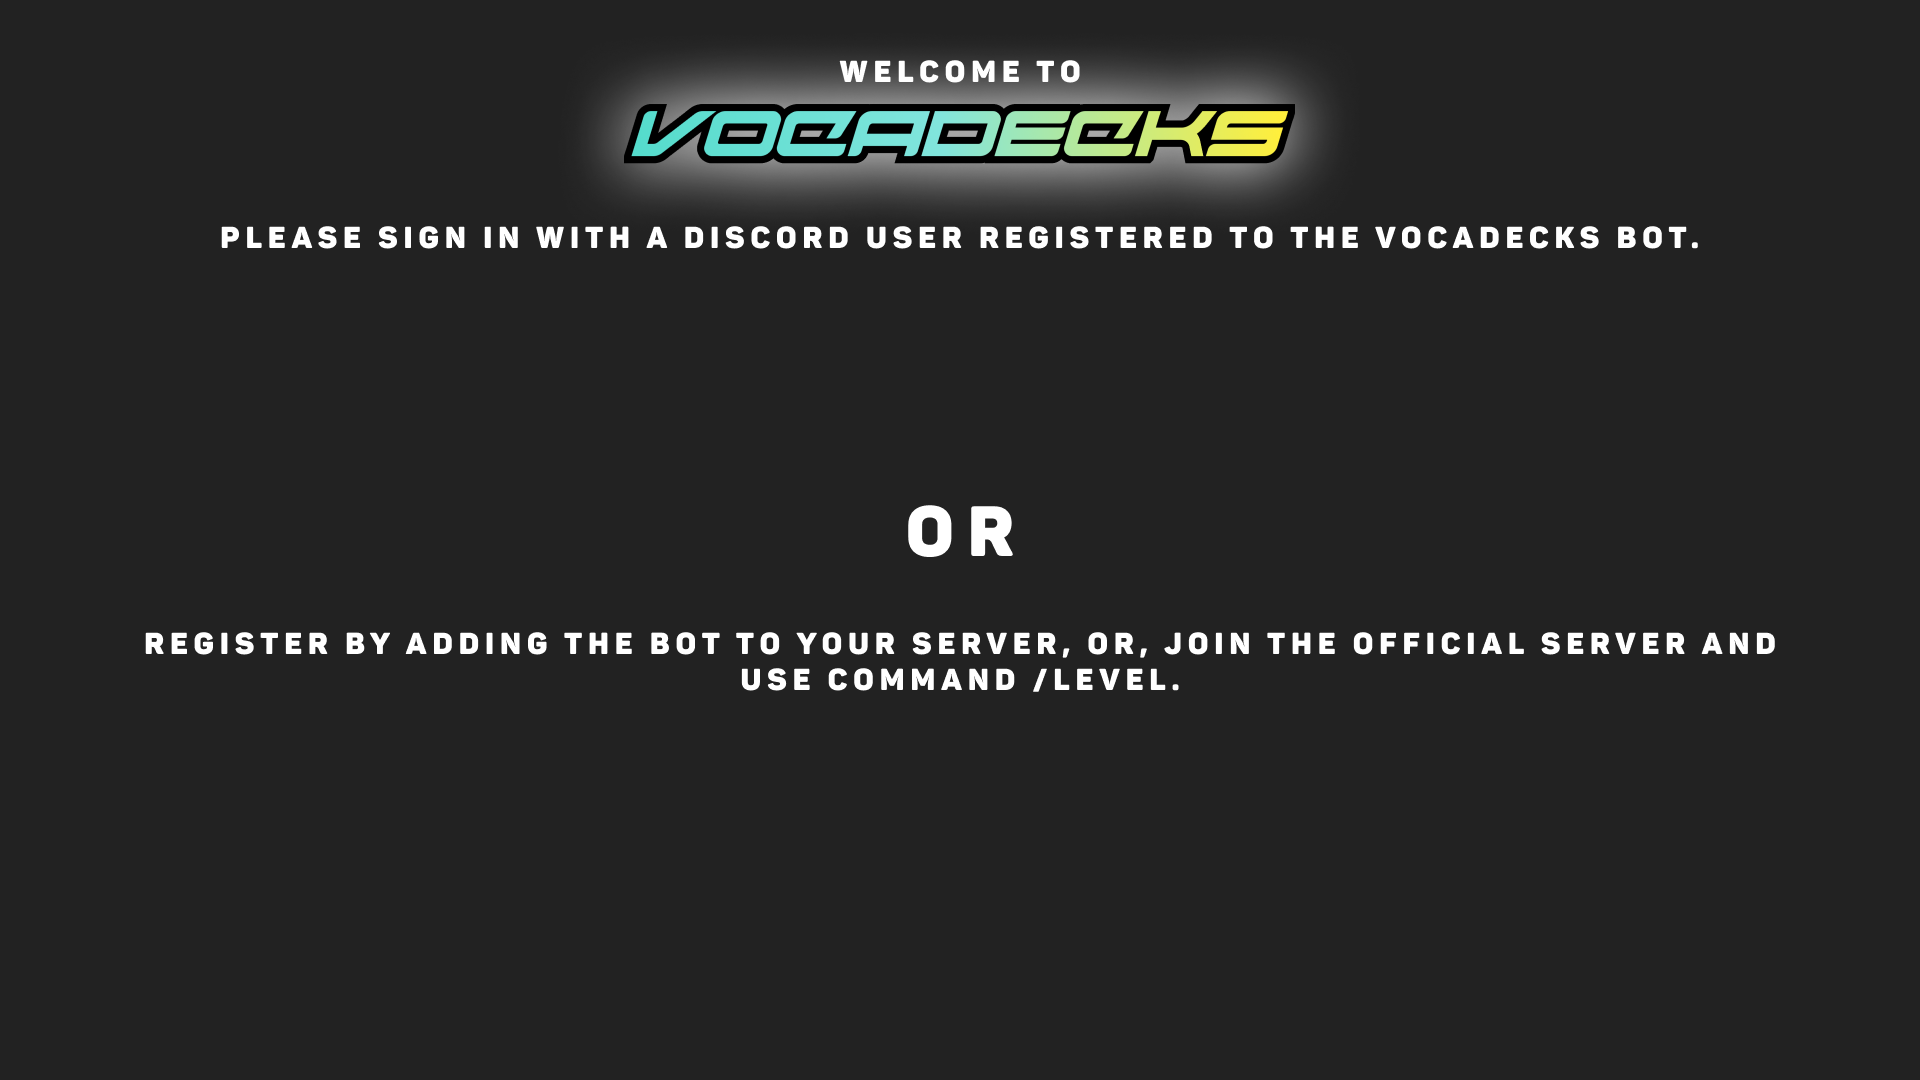 WELCOME TO
VOCADECKS
PLEASE SIGN IN WITH A DISCORD USER REGISTERED TO THE VOCADECKS BOT.
OR
REGISTER BY ADDING THE BOT TO YOUR SERVER, OR, JOIN THE OFFICIAL SERVER AND
USE COMMAND /LEVEL.